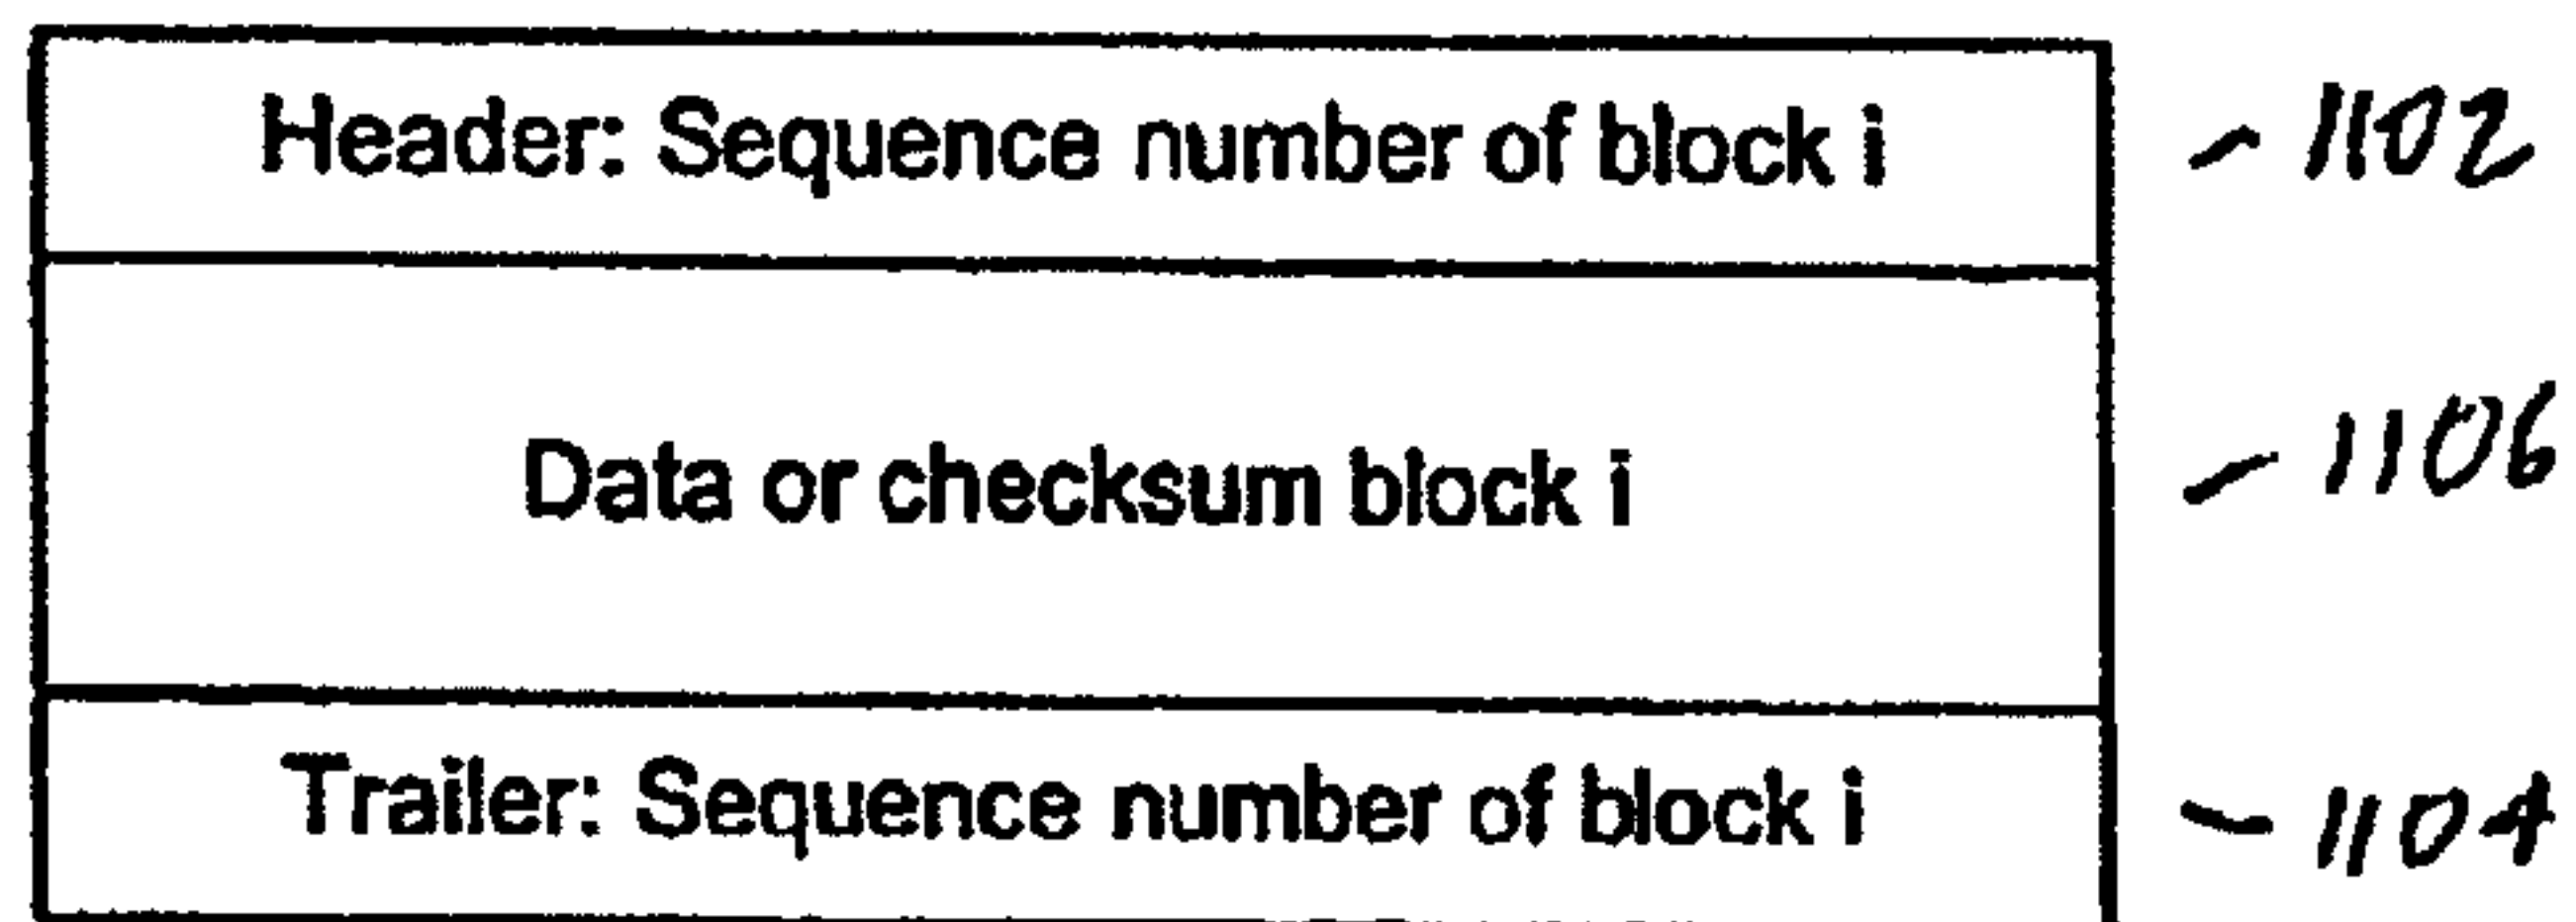 Header: Sequence number of block i - 1102
Data or checksum block i - 1106
Trailer: Sequence number of block i - 1104